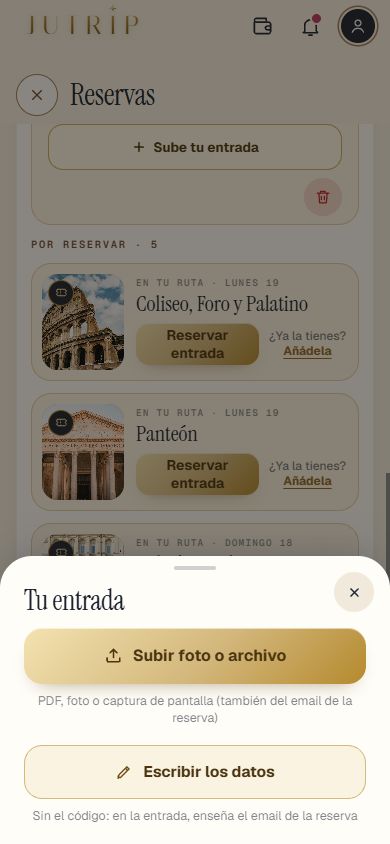 JUTRIP
Reservas
Sube tu entrada
POR RESERVAR · 5
EN TU RUTA · LUNES 19
Coliseo, Foro y Palatino
Reservar
entrada
¿Ya la tienes?
Añádela
EN TU RUTA · LUNES 19
Panteón
Reservar
entrada
¿Ya la tienes?
Añádela
EN TU RUTA · DOMINGO 18
Tu entrada
Subir foto o archivo
PDF, foto o captura de pantalla (también del email de la
reserva)
Escribir los datos
Sin el código: en la entrada, enseña el email de la reserva